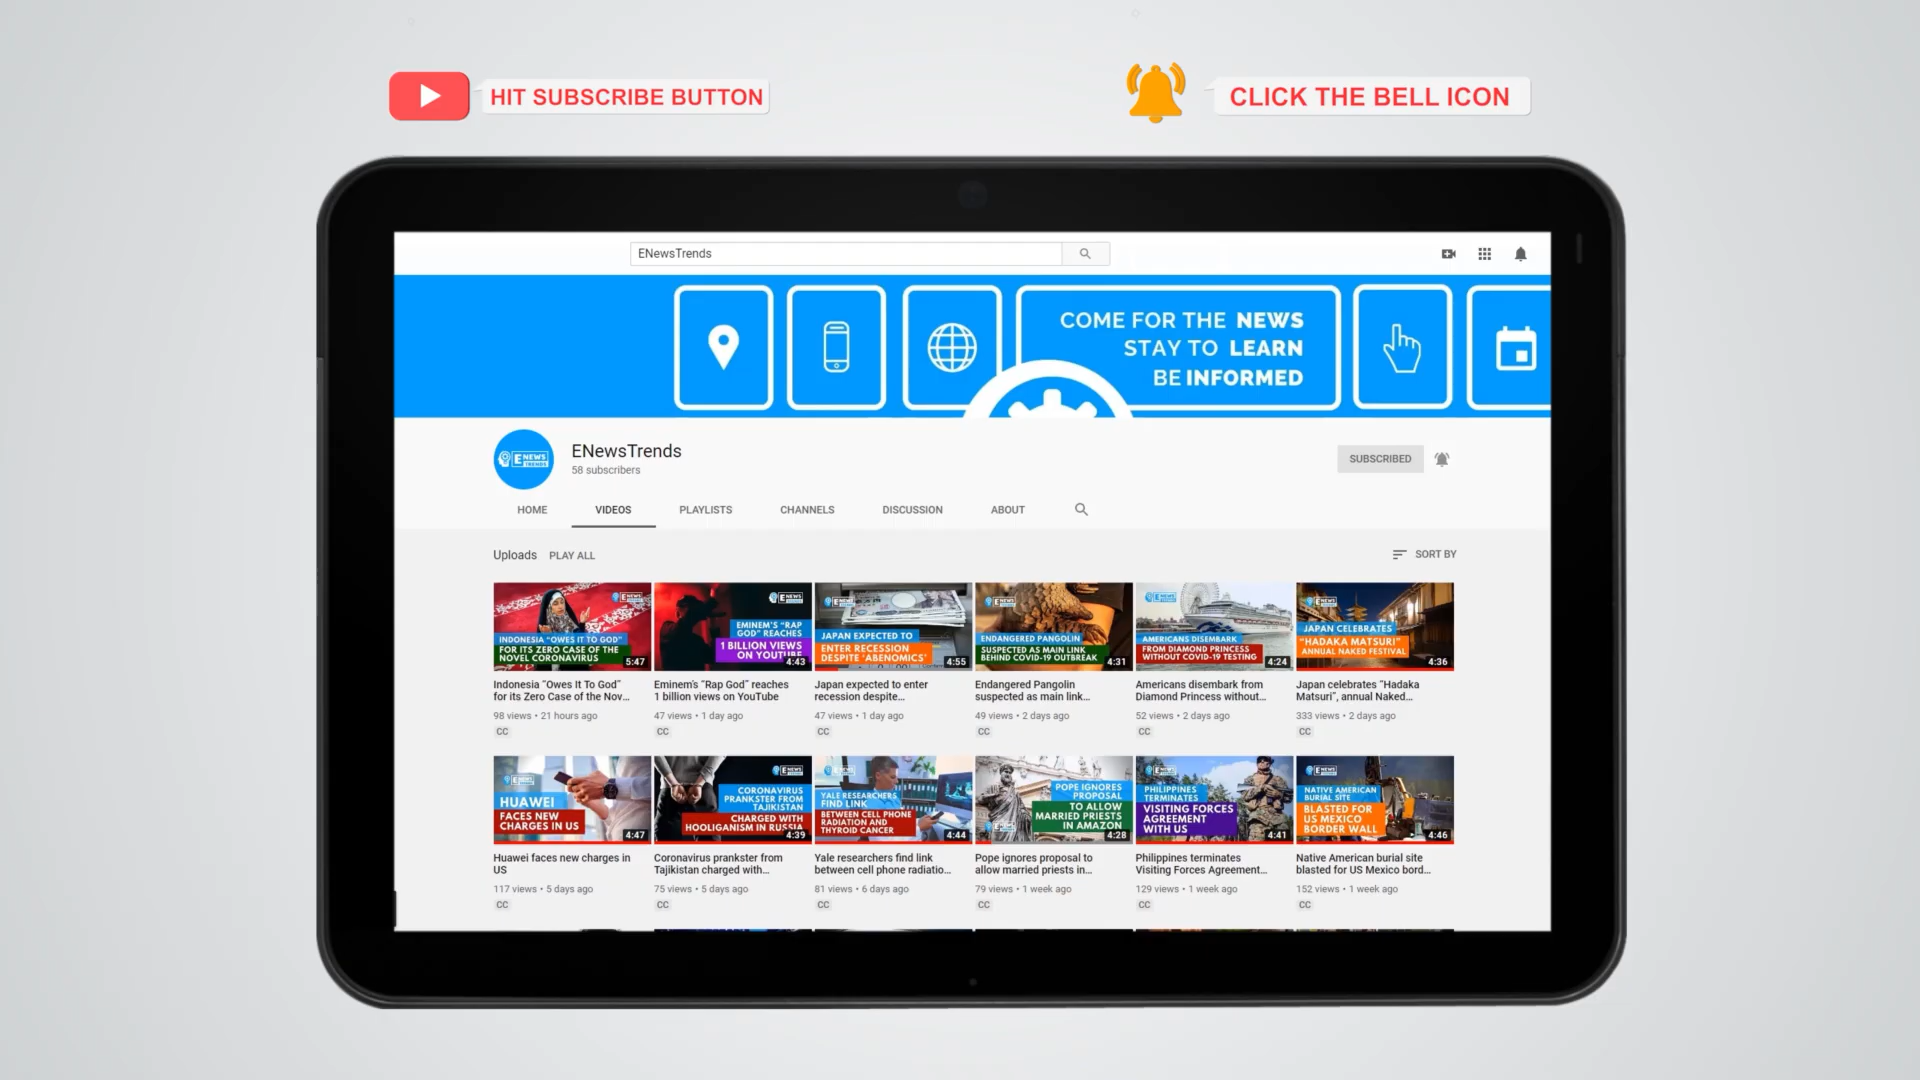 HIT SUBSCRIBE BUTTON
CLICK THE BELL ICON
ENewsTrends
COME FOR THE NEWS
STAY TO LEARN
BE INFORMED
E NEWS
TRENDS
ENewsTrends
58 subscribers
SUBSCRIBED
HOME VIDEOS PLAYLISTS CHANNELS DISCUSSION ABOUT
Uploads PLAY ALL
SORT BY
INDONESIA "OWES IT TO GOD"
FOR ITS ZERO CASE OF THE
NOVEL CORONAVIRUS
5:47
EMINEM'S "RAP
GOD" REACHES
1 BILLION VIEWS
ON YOUTUBE
4:43
JAPAN EXPECTED TO
ENTER RECESSION
DESPITE 'ABENOMICS'
4:55
ENDANGERED PANGOLIN
SUSPECTED AS MAIN LINK
BEHIND COVID-19 OUTBREAK
4:31
AMERICANS DISEMBARK
FROM DIAMOND PRINCESS
WITHOUT COVID-19 TESTING
4:24
JAPAN CELEBRATES
"HADAKA MATSURI"
ANNUAL NAKED FESTIVAL
4:36
Indonesia "Owes It To God"
for its Zero Case of the Nov...
98 views • 21 hours ago
CC
Eminem's "Rap God" reaches
1 billion views on YouTube
47 views • 1 day ago
CC
Japan expected to enter
recession despite...
47 views • 1 day ago
CC
Endangered Pangolin
suspected as main link...
49 views • 2 days ago
CC
Americans disembark from
Diamond Princess without...
52 views • 2 days ago
CC
Japan celebrates "Hadaka
Matsuri", annual Naked...
333 views • 2 days ago
CC
HUAWEI
FACES NEW
CHARGES IN US
4:47
CORONAVIRUS
PRANKSTER FROM
TAJIKISTAN
CHARGED WITH
HOOLIGANISM IN RUSSIA
4:39
YALE RESEARCHERS
FIND LINK
BETWEEN CELL PHONE
RADIATION AND
THYROID CANCER
4:44
POPE IGNORES
PROPOSAL
TO ALLOW
MARRIED PRIESTS
IN AMAZON
4:28
PHILIPPINES
TERMINATES
VISITING FORCES
AGREEMENT
WITH US
4:41
NATIVE AMERICAN
BURIAL SITE
BLASTED FOR
US MEXICO
BORDER WALL
4:46
Huawei faces new charges in
US
117 views • 5 days ago
CC
Coronavirus prankster from
Tajikistan charged with...
75 views • 5 days ago
CC
Yale researchers find link
between cell phone radiatio...
81 views • 6 days ago
CC
Pope ignores proposal to
allow married priests in...
79 views • 1 week ago
CC
Philippines terminates
Visiting Forces Agreement...
129 views • 1 week ago
CC
Native American burial site
blasted for US Mexico bord...
152 views • 1 week ago
CC